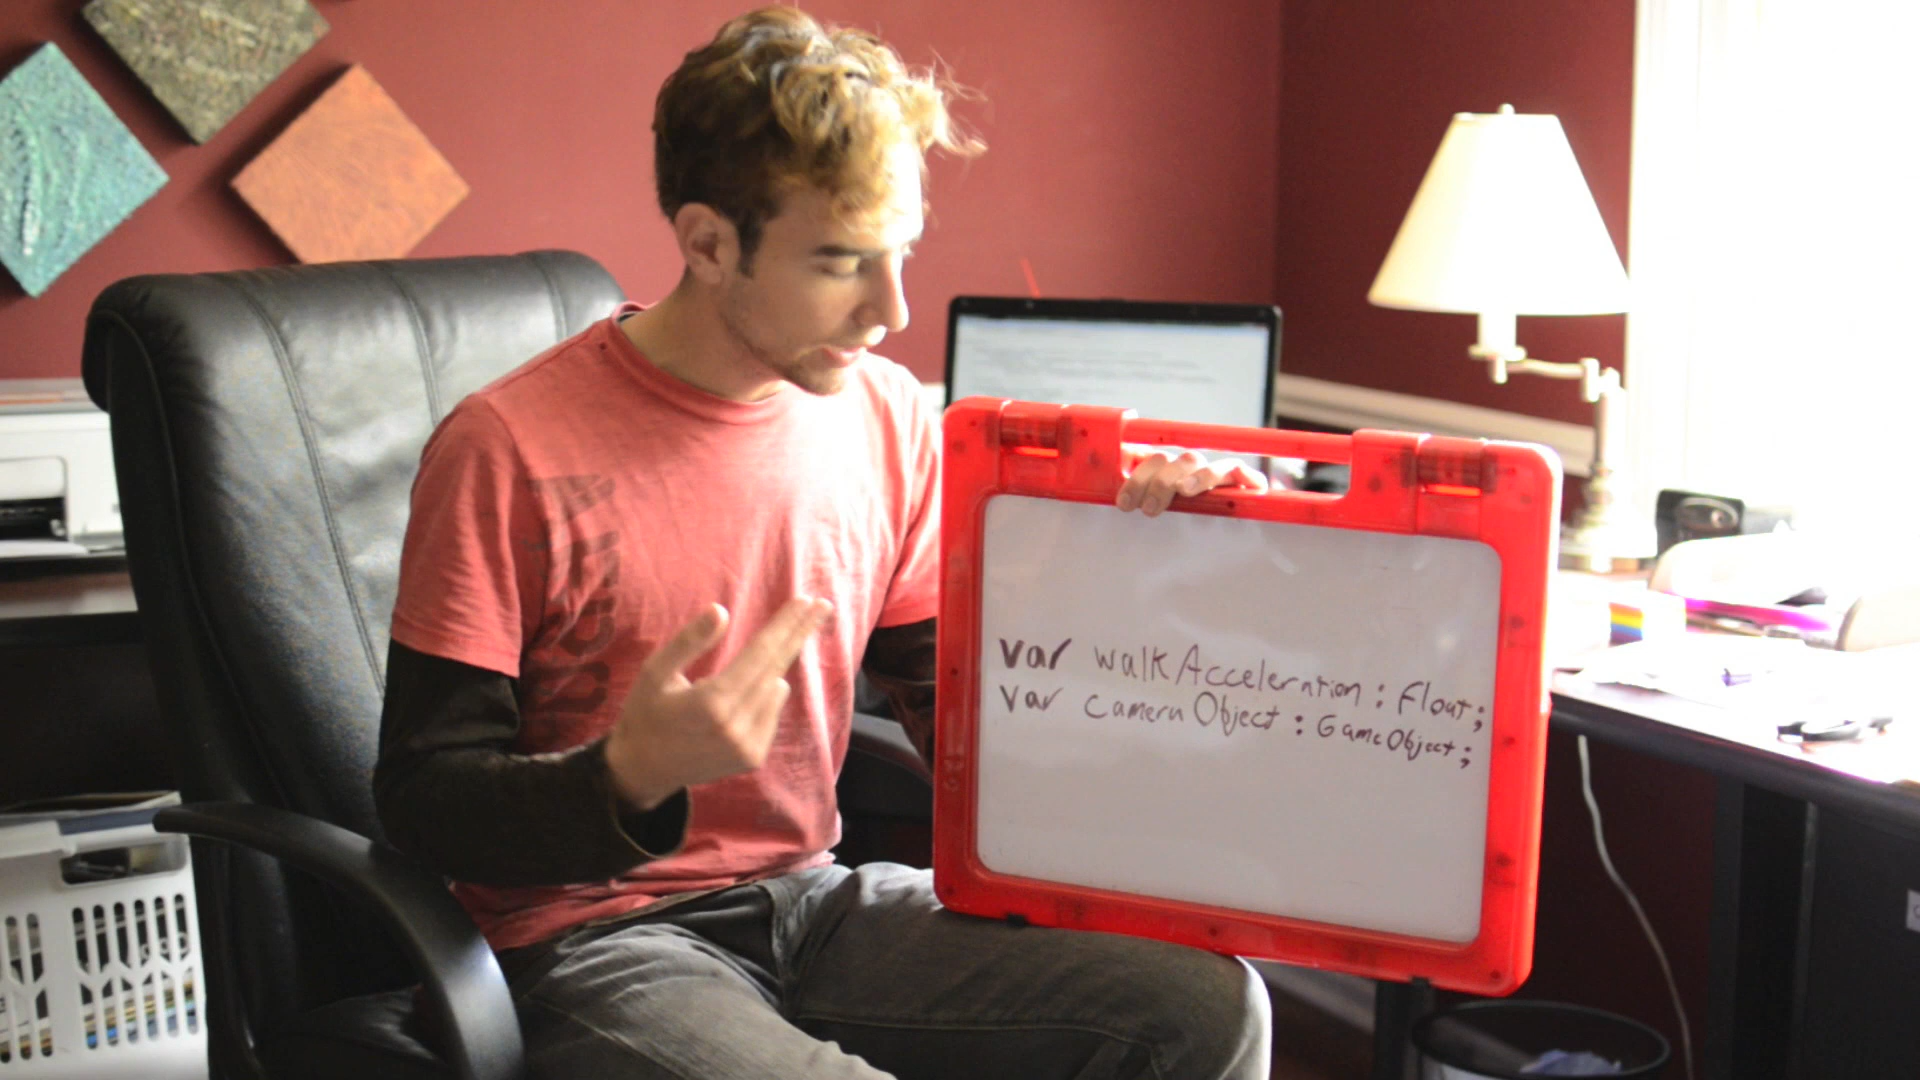 var walkAcceleration : Float;
var cameraObject : GameObject;